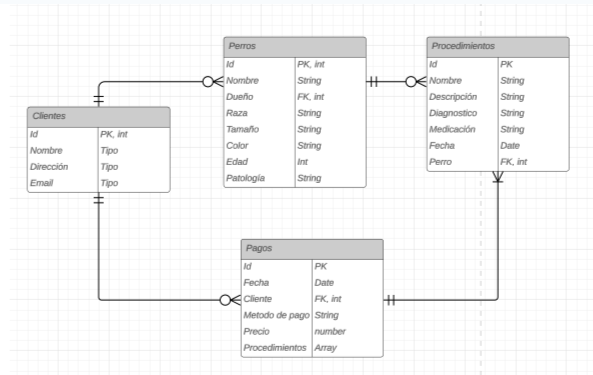 Perros
Id PK, int
Nombre String
Dueño FK, int
Raza String
Tamaño String
Color String
Edad Int
Patología String
Procedimientos
Id PK
Nombre String
Descripción String
Diagnostico String
Medicación String
Fecha Date
Perro FK, int
Clientes
Id PK, int
Nombre Tipo
Dirección Tipo
Email Tipo
Pagos
Id PK
Fecha Date
Cliente FK, int
Metodo de pago String
Precio number
Procedimientos Array